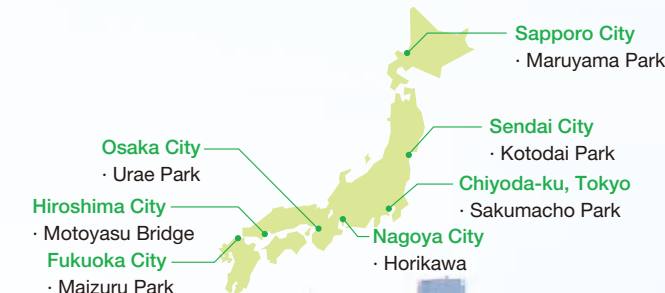 Sapporo City
· Maruyama Park
Sendai City
· Kotodai Park
Osaka City
· Urae Park
Chiyoda-ku, Tokyo
· Sakumacho Park
Hiroshima City
· Motoyasu Bridge
Nagoya City
· Horikawa
Fukuoka City
· Maizuru Park